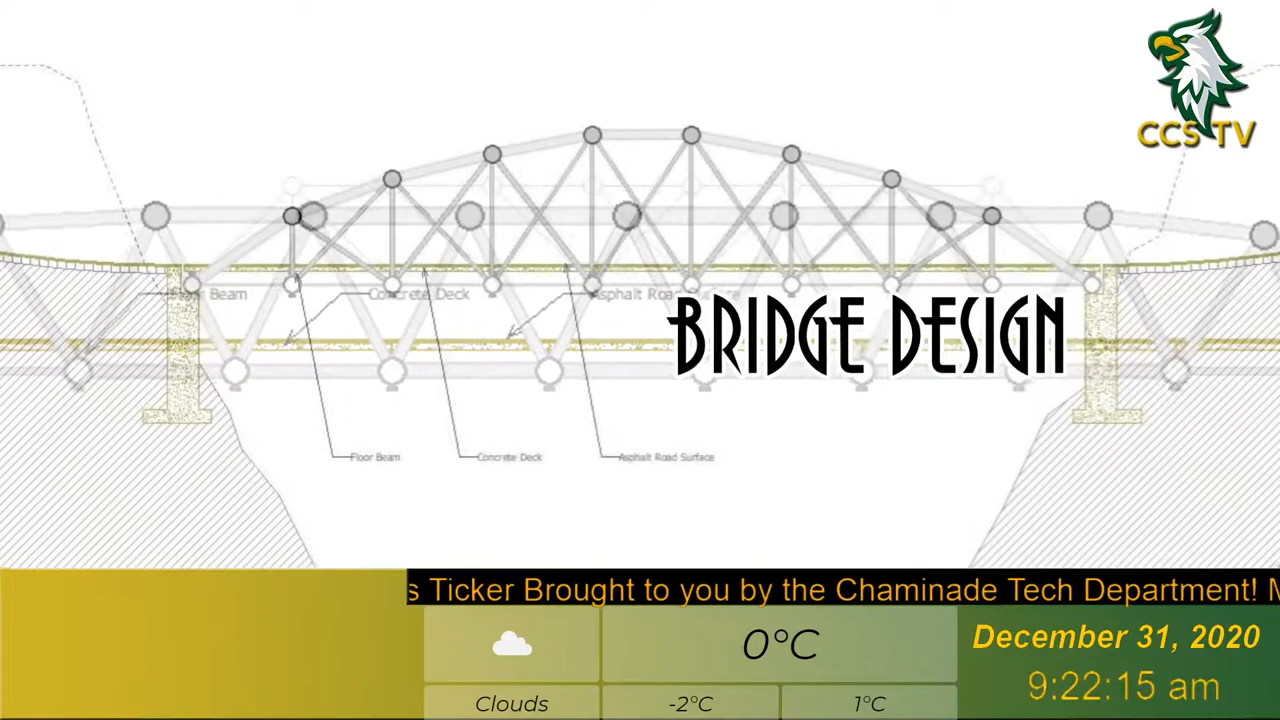 CCS TV
Floor Beam
Concrete Deck
Asphalt Road Surface
BRIDGE DESIGN
Floor Beam
Concrete Deck
Asphalt Road Surface
s Ticker Brought to you by the Chaminade Tech Department! M
0°C
December 31, 2020
9:22:15 am
Clouds
-2°C
1°C